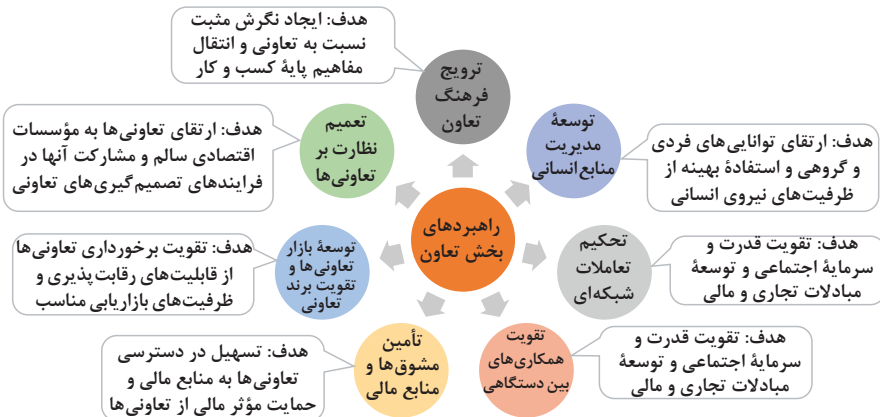 هدف: ایجاد نگرش مثبت
نسبت به تعاونی و انتقال
مفاهیم پایهٔ کسب و کار
ترویج
فرهنگ
تعاون
توسعهٔ
مدیریت
منابع‌انسانی
هدف: ارتقای توانایی‌های فردی
و گروهی و استفادهٔ بهینه از
ظرفیت‌های نیروی انسانی
تعمیم
نظارت بر
تعاونی‌ها
هدف: ارتقای تعاونی‌ها به مؤسسات
اقتصادی سالم و مشارکت آنها در
فرایندهای تصمیم‌گیری‌های تعاونی
راهبردهای
بخش تعاون
تحکیم
تعاملات
شبکه‌ای
هدف: تقویت قدرت و
سرمایهٔ اجتماعی و توسعهٔ
مبادلات تجاری و مالی
توسعهٔ بازار
تعاونی‌ها و
تقویت برند
تعاونی
هدف: تقویت برخورداری تعاونی‌ها
از قابلیت‌های رقابت‌پذیری و
ظرفیت‌های بازاریابی مناسب
تقویت
همکاری‌های
بین دستگاهی
هدف: تقویت قدرت و
سرمایهٔ اجتماعی و توسعهٔ
مبادلات تجاری و مالی
تأمین
مشوق‌ها و
منابع مالی
هدف: تسهیل در دسترسی
تعاونی‌ها به منابع مالی و
حمایت مؤثر مالی از تعاونی‌ها